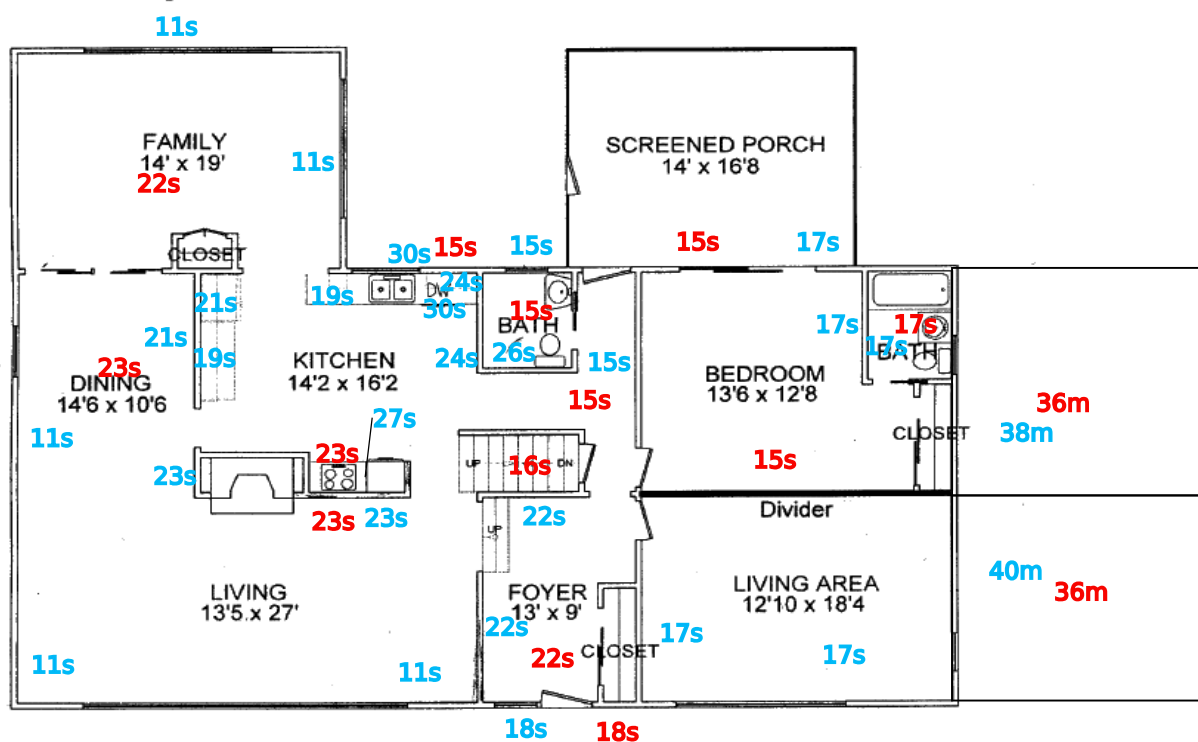 11s
FAMILY
14' x 19'
22s
11s
SCREENED PORCH
14' x 16'8
CLOSET
30s
15s
15s
15s
17s
21s
19s
DW
24s
30s
15s
BATH
26s
21s
19s
24s
KITCHEN
14'2 x 16'2
23s
DINING
14'6 x 10'6
11s
15s
15s
17s
17s
17s
BATH
BEDROOM
13'6 x 12'8
36m
38m
CLOSET
27s
23s
23s
UP
16s
DN
15s
23s
23s
22s
UP
Divider
LIVING
13'5 x 27'
FOYER
13' x 9'
LIVING AREA
12'10 x 18'4
40m
36m
22s
22s
CLOSET
17s
17s
11s
11s
18s
18s